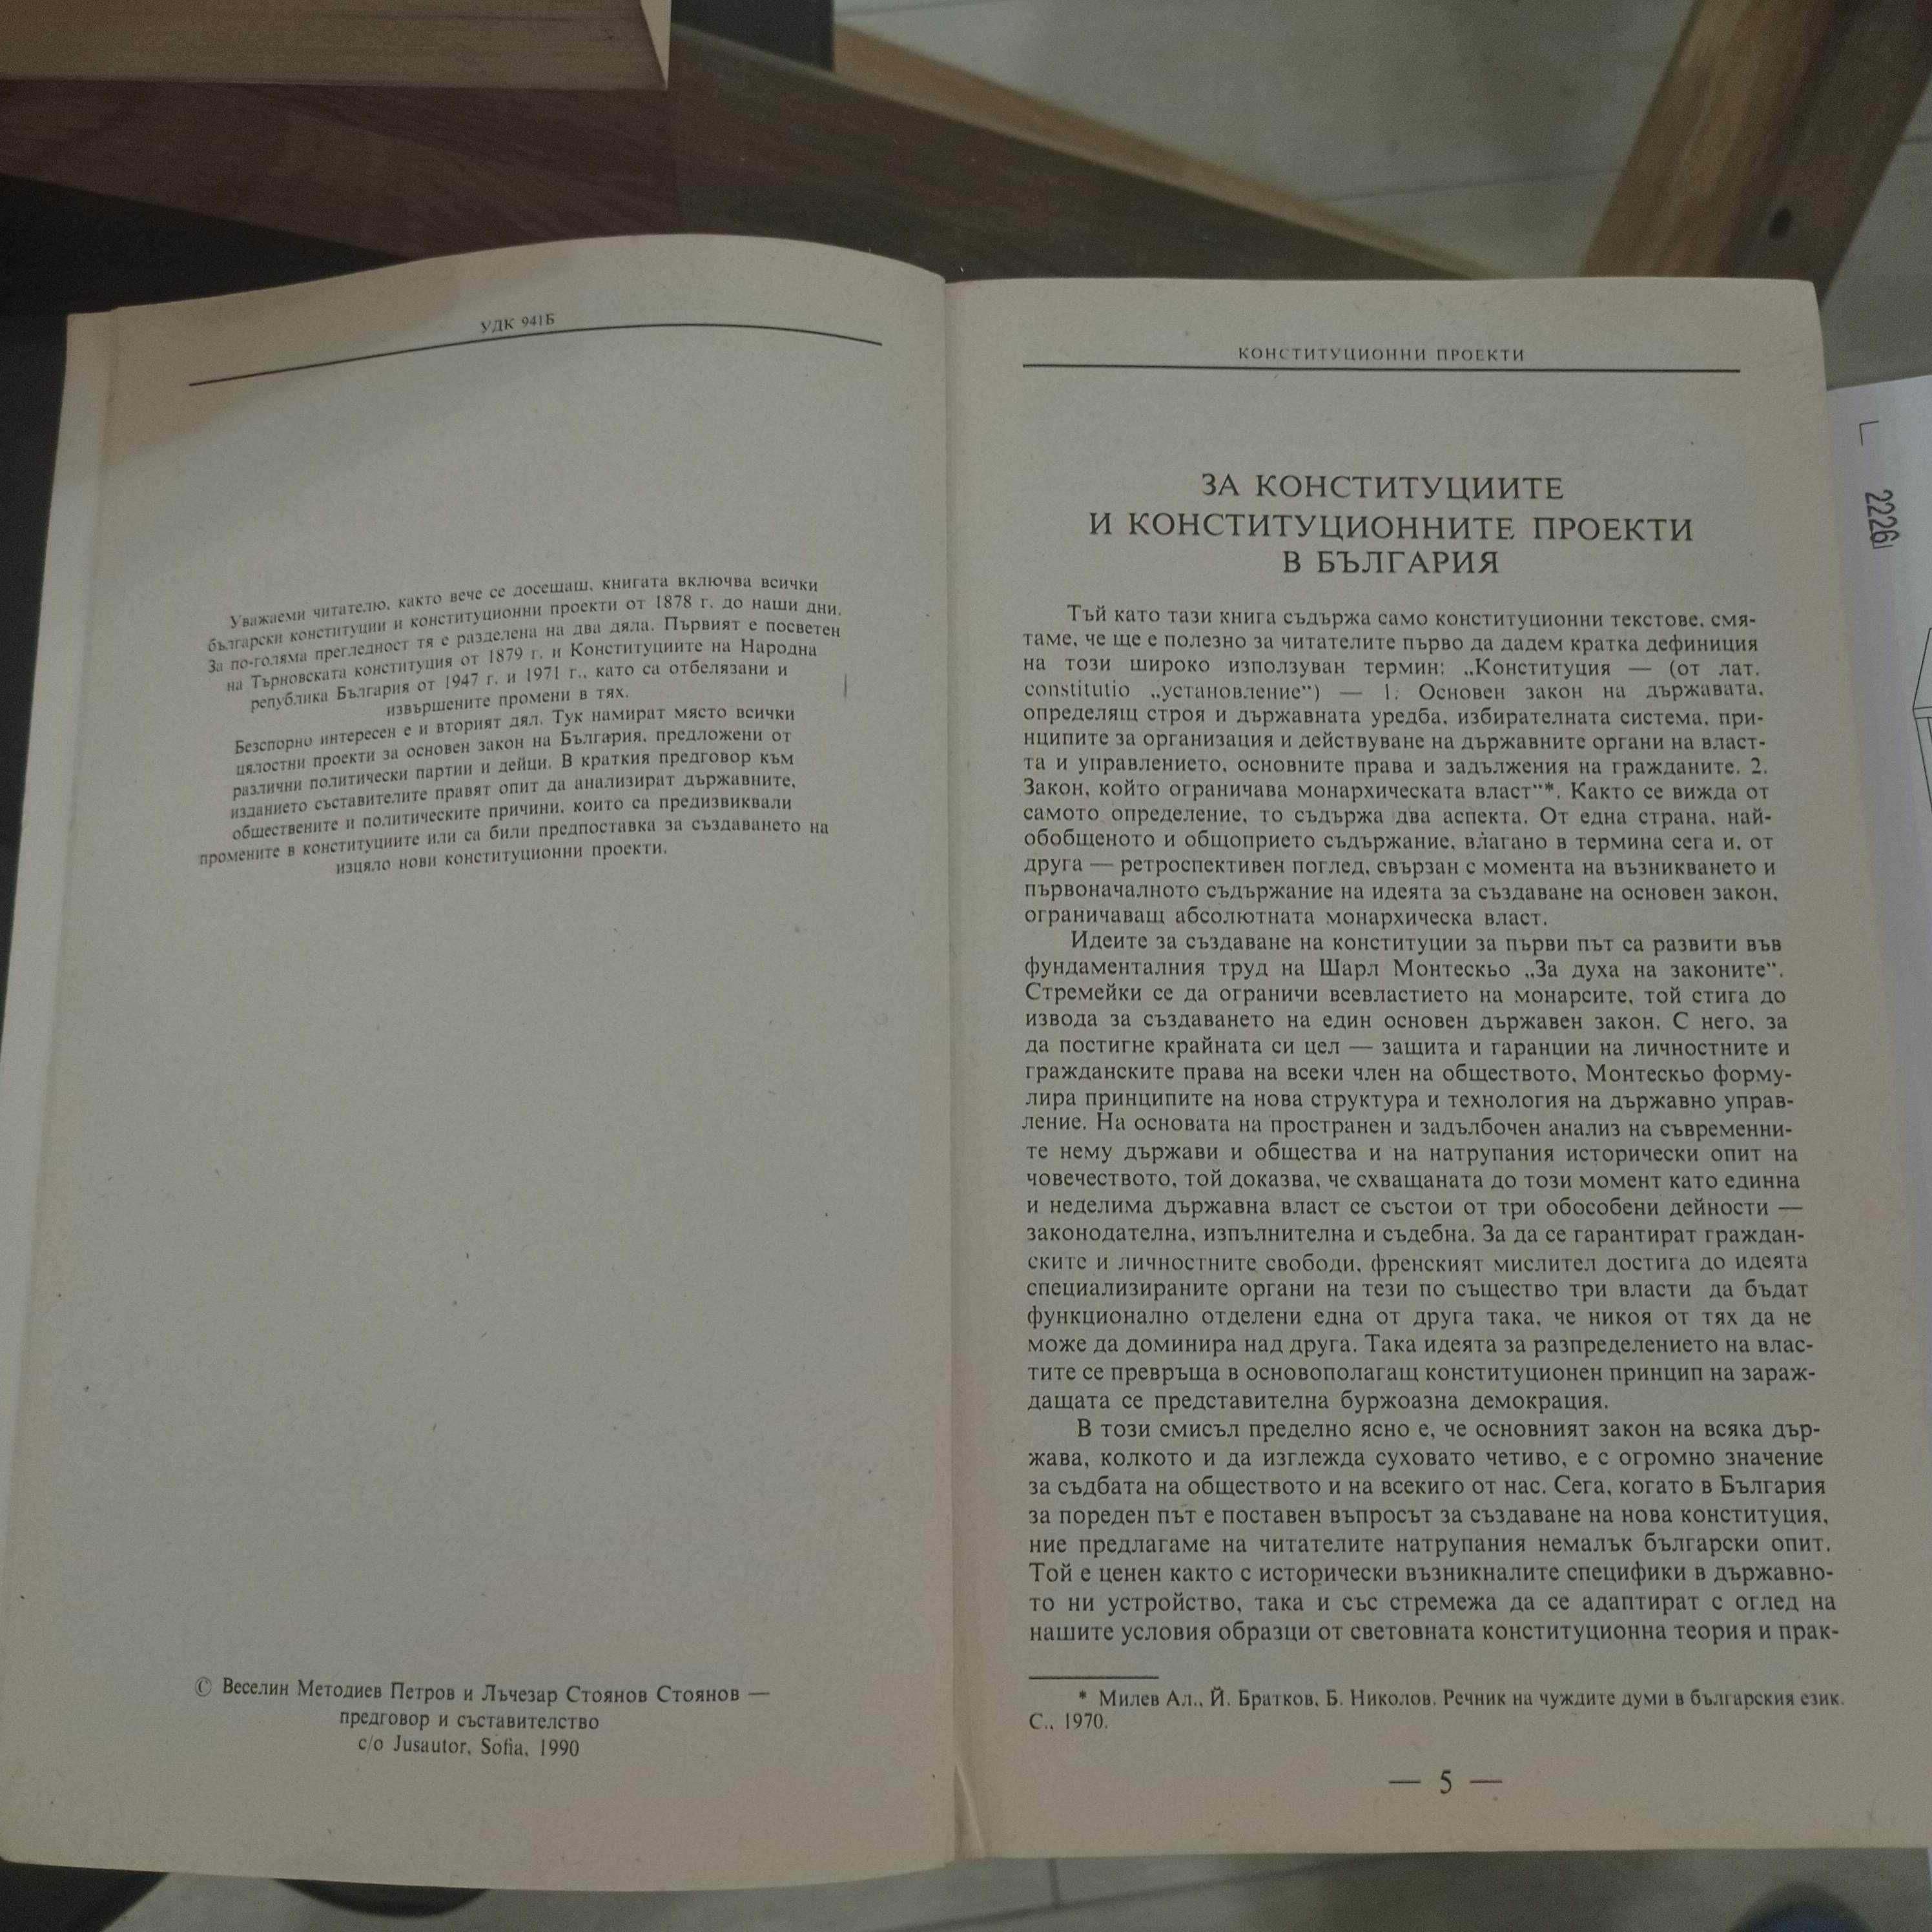 УДК 941Б
Уважаеми читателю, както вече се досещаш, книгата включва всички
български конституции и конституционни проекти от 1878 г. до наши дни.
За по-голяма прегледност тя е разделена на два дяла. Първият е посветен
на Търновската конституция от 1879 г. и Конституциите на Народна
република България от 1947 г. и 1971 г., като са отбелязани и
извършените промени в тях.
Безспорно интересен е и вторият дял. Тук намират място всички
цялостни проекти за основен закон на България, предложени от
различни политически партии и дейци. В краткия предговор към
изданието съставителите правят опит да анализират държавните,
обществените и политическите причини, които са предизвиквали
промените в конституциите или са били предпоставка за създаването на
изцяло нови конституционни проекти.
© Веселин Методиев Петров и Лъчезар Стоянов Стоянов —
предговор и съставителство
c/o Jusautor, Sofia, 1990
КОНСТИТУЦИОННИ ПРОЕКТИ
ЗА КОНСТИТУЦИИТЕ
И КОНСТИТУЦИОННИТЕ ПРОЕКТИ
В БЪЛГАРИЯ
Тъй като тази книга съдържа само конституционни текстове, смя-
таме, че ще е полезно за читателите първо да дадем кратка дефиниция
на този широко използуван термин: „Конституция — (от лат.
constitutio „установление“) — 1. Основен закон на държавата,
определящ строя и държавната уредба, избирателната система, при-
нципите за организация и действуване на държавните органи на власт-
та и управлението, основните права и задължения на гражданите. 2.
Закон, който ограничава монархическата власт“*. Както се вижда от
самото определение, то съдържа два аспекта. От една страна, най-
обобщеното и общоприето съдържание, влагано в термина сега и, от
друга — ретроспективен поглед, свързан с момента на възникването и
първоначалното съдържание на идеята за създаване на основен закон,
ограничаващ абсолютната монархическа власт.
Идеите за създаване на конституции за първи път са развити във
фундаменталния труд на Шарл Монтескьо „За духа на законите“.
Стремейки се да ограничи всевластието на монарсите, той стига до
извода за създаването на един основен държавен закон. С него, за
да постигне крайната си цел — защита и гаранции на личностните и
гражданските права на всеки член на обществото, Монтескьо форму-
лира принципите на нова структура и технология на държавно управ-
ление. На основата на пространен и задълбочен анализ на съвременни-
те нему държави и общества и на натрупания исторически опит на
човечеството, той доказва, че схващаната до този момент като единна
и неделима държавна власт се състои от три обособени дейности —
законодателна, изпълнителна и съдебна. За да се гарантират граждан-
ските и личностните свободи, френският мислител достига до идеята
специализираните органи на тези по същество три власти да бъдат
функционално отделени една от друга така, че никоя от тях да не
може да доминира над друга. Така идеята за разпределението на влас-
тите се превръща в основополагащ конституционен принцип на зараж-
дащата се представителна буржоазна демокрация.
В този смисъл пределно ясно е, че основният закон на всяка дър-
жава, колкото и да изглежда суховато четиво, е с огромно значение
за съдбата на обществото и на всекиго от нас. Сега, когато в България
за пореден път е поставен въпросът за създаване на нова конституция,
ние предлагаме на читателите натрупания немалък български опит.
Той е ценен както с исторически възникналите специфики в държавно-
то ни устройство, така и със стремежа да се адаптират с оглед на
нашите условия образци от световната конституционна теория и прак-
* Милев Ал., Й. Братков, Б. Николов. Речник на чуждите думи в българския език.
С., 1970.
— 5 —
2226